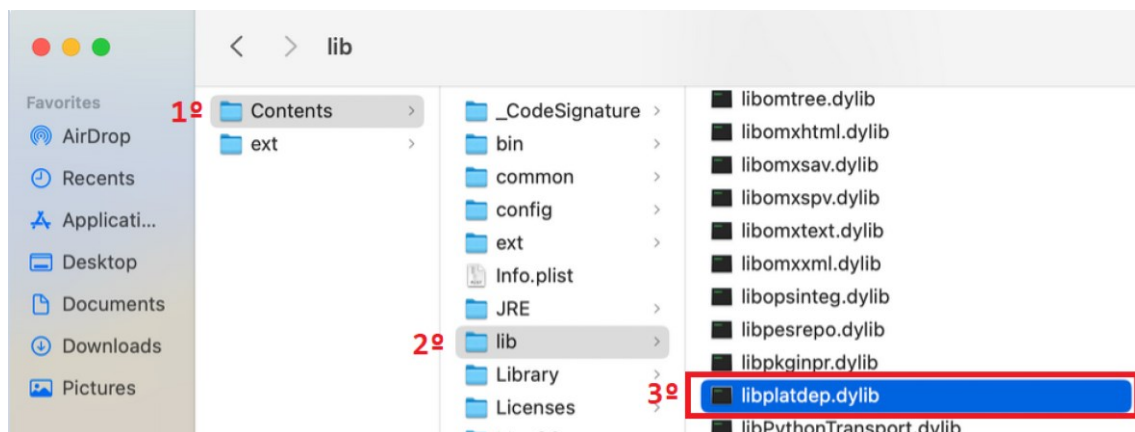 lib
Favorites
AirDrop
Recents
Applicati...
Desktop
Documents
Downloads
Pictures
1º
Contents
ext
2º
_CodeSignature
bin
common
config
ext
Info.plist
JRE
lib
Library
Licenses
3º
libomtree.dylib
libomxhtml.dylib
libomxsav.dylib
libomxspv.dylib
libomxtext.dylib
libomxxml.dylib
libopsinteg.dylib
libpesrepo.dylib
libpkginpr.dylib
libplatdep.dylib
libPythonTransport.dylib